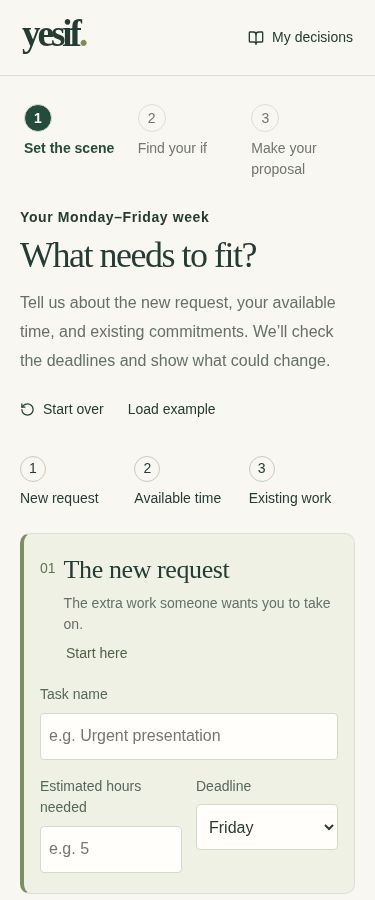 yesif.
My decisions
1
2
3
Set the scene
Find your if
Make your
proposal
Your Monday–Friday week
What needs to fit?
Tell us about the new request, your available
time, and existing commitments. We’ll check
the deadlines and show what could change.
Start over
Load example
1
2
3
New request
Available time
Existing work
01 The new request
The extra work someone wants you to take
on.
Start here
Task name
e.g. Urgent presentation
Estimated hours
needed
e.g. 5
Deadline
Friday